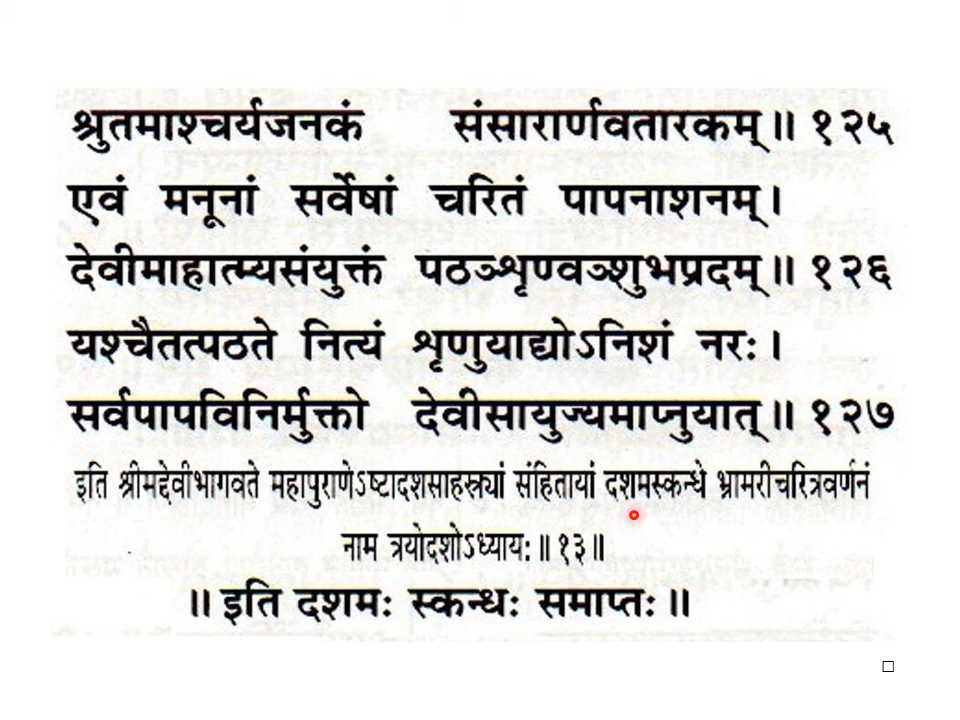 श्रुतमाश्चर्यजनकं संसारार्णवतारकम्॥ १२५
एवं मनूनां सर्वेषां चरितं पापनाशनम्।
देवीमाहात्म्यसंयुक्तं पठञ्शृण्वञ्शुभप्रदम्॥ १२६
यश्चैतत्पठते नित्यं शृणुयाद्योऽनिशं नरः।
सर्वपापविनिर्मुक्तो देवीसायुज्यमाप्नुयात्॥ १२७
इति श्रीमद्देवीभागवते महापुराणेऽष्टादशसाहस्र्यां संहितायां दशमस्कन्धे भ्रामरीचरित्रवर्णनं
नाम त्रयोदशोऽध्यायः॥ १३॥
॥ इति दशमः स्कन्धः समाप्तः॥